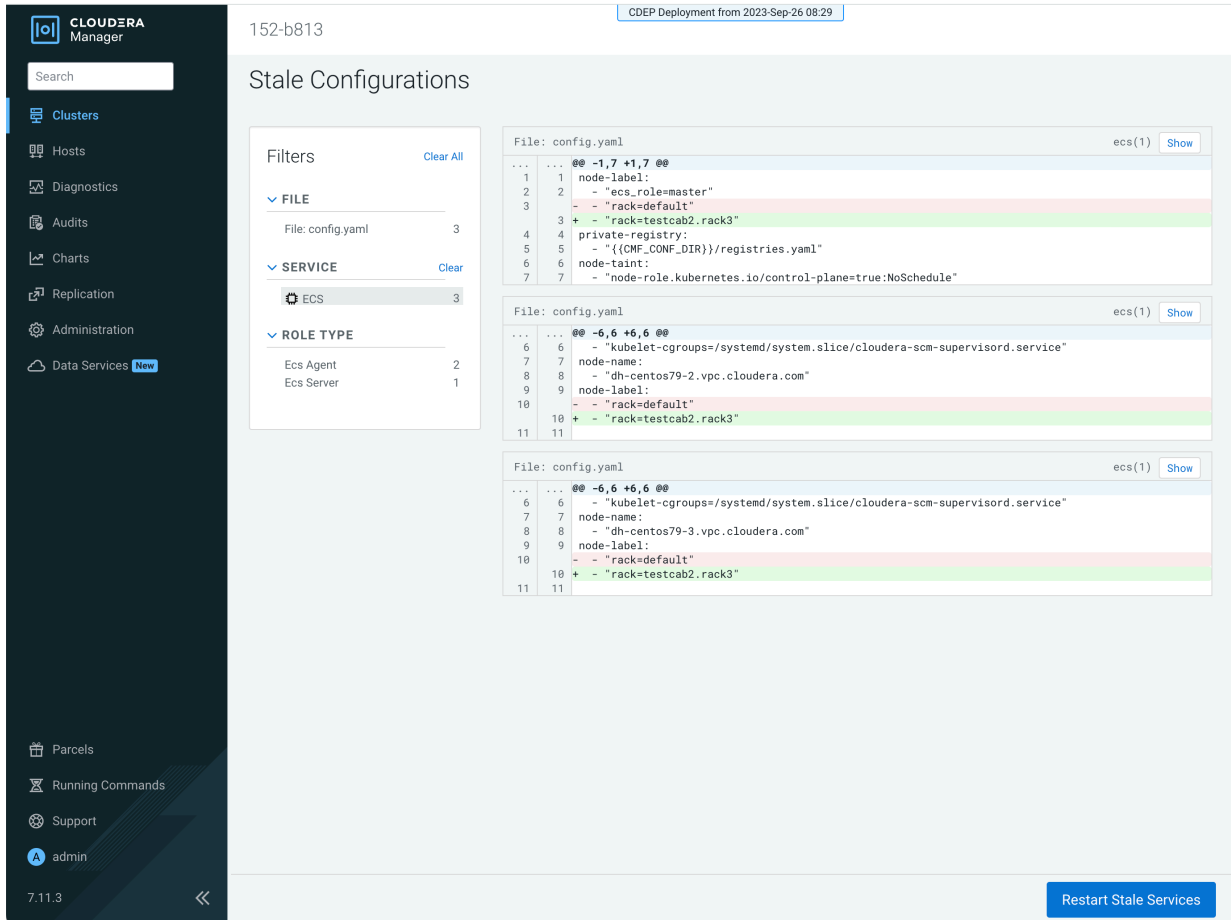 CLOUDERA
Manager
Search
Clusters
Hosts
Diagnostics
Audits
Charts
Replication
Administration
Data Services New
Parcels
Running Commands
Support
A admin
7.11.3
CDEP Deployment from 2023-Sep-26 08:29
152-b813
Stale Configurations
Filters Clear All
FILE
File: config.yaml 3
SERVICE Clear
ECS 3
ROLE TYPE
Ecs Agent 2
Ecs Server 1
File: config.yaml ecs(1) Show
... ... @@ -1,7 +1,7 @@
1 1 node-label:
2 2 - "ecs_role=master"
3 - - "rack=default"
3 + - "rack=testcab2.rack3"
4 4 private-registry:
5 5 - "{{CMF_CONF_DIR}}/registries.yaml"
6 6 node-taint:
7 7 - "node-role.kubernetes.io/control-plane=true:NoSchedule"
File: config.yaml ecs(1) Show
... ... @@ -6,6 +6,6 @@
6 6 - "kubelet-cgroups=/systemd/system.slice/cloudera-scm-supervisord.service"
7 7 node-name:
8 8 - "dh-centos79-2.vpc.cloudera.com"
9 9 node-label:
10 - - "rack=default"
10 + - "rack=testcab2.rack3"
11 11
File: config.yaml ecs(1) Show
... ... @@ -6,6 +6,6 @@
6 6 - "kubelet-cgroups=/systemd/system.slice/cloudera-scm-supervisord.service"
7 7 node-name:
8 8 - "dh-centos79-3.vpc.cloudera.com"
9 9 node-label:
10 - - "rack=default"
10 + - "rack=testcab2.rack3"
11 11
Restart Stale Services